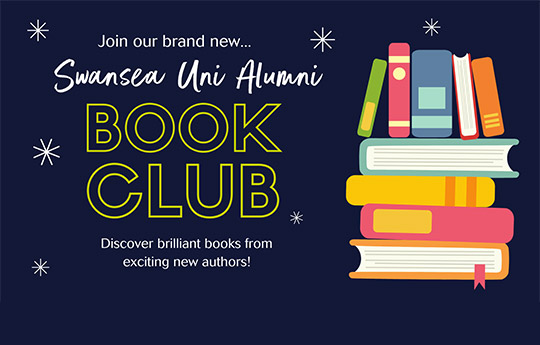 Join our brand new...
Swansea Uni Alumni
BOOK
CLUB
Discover brilliant books from
exciting new authors!